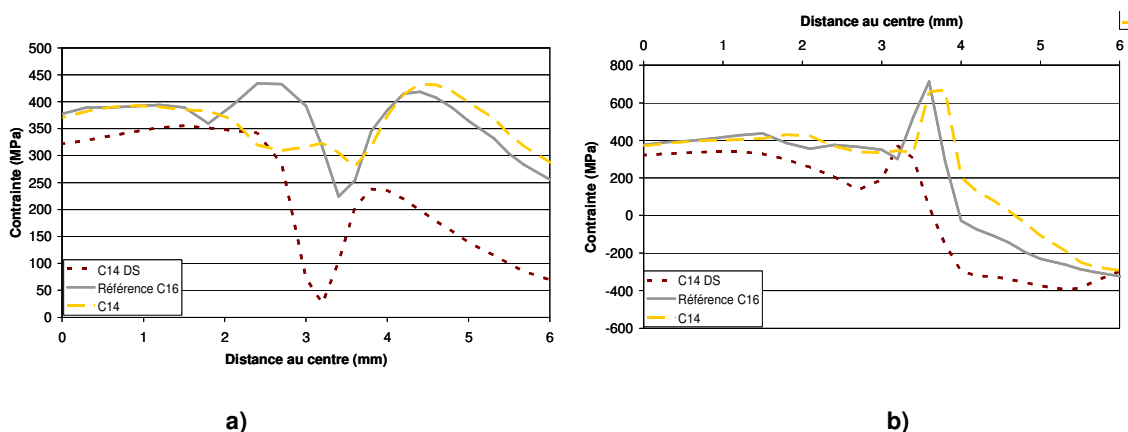 500
450
400
350
300
250
200
150
100
50
0
Contrainte (MPa)
C14 DS
Référence C16
C14
0 1 2 3 4 5 6
Distance au centre (mm)
a)
Distance au centre (mm)
0 1 2 3 4 5 6
800
600
400
200
0
-200
-400
-600
Contrainte (MPa)
C14 DS
Référence C16
C14
b)